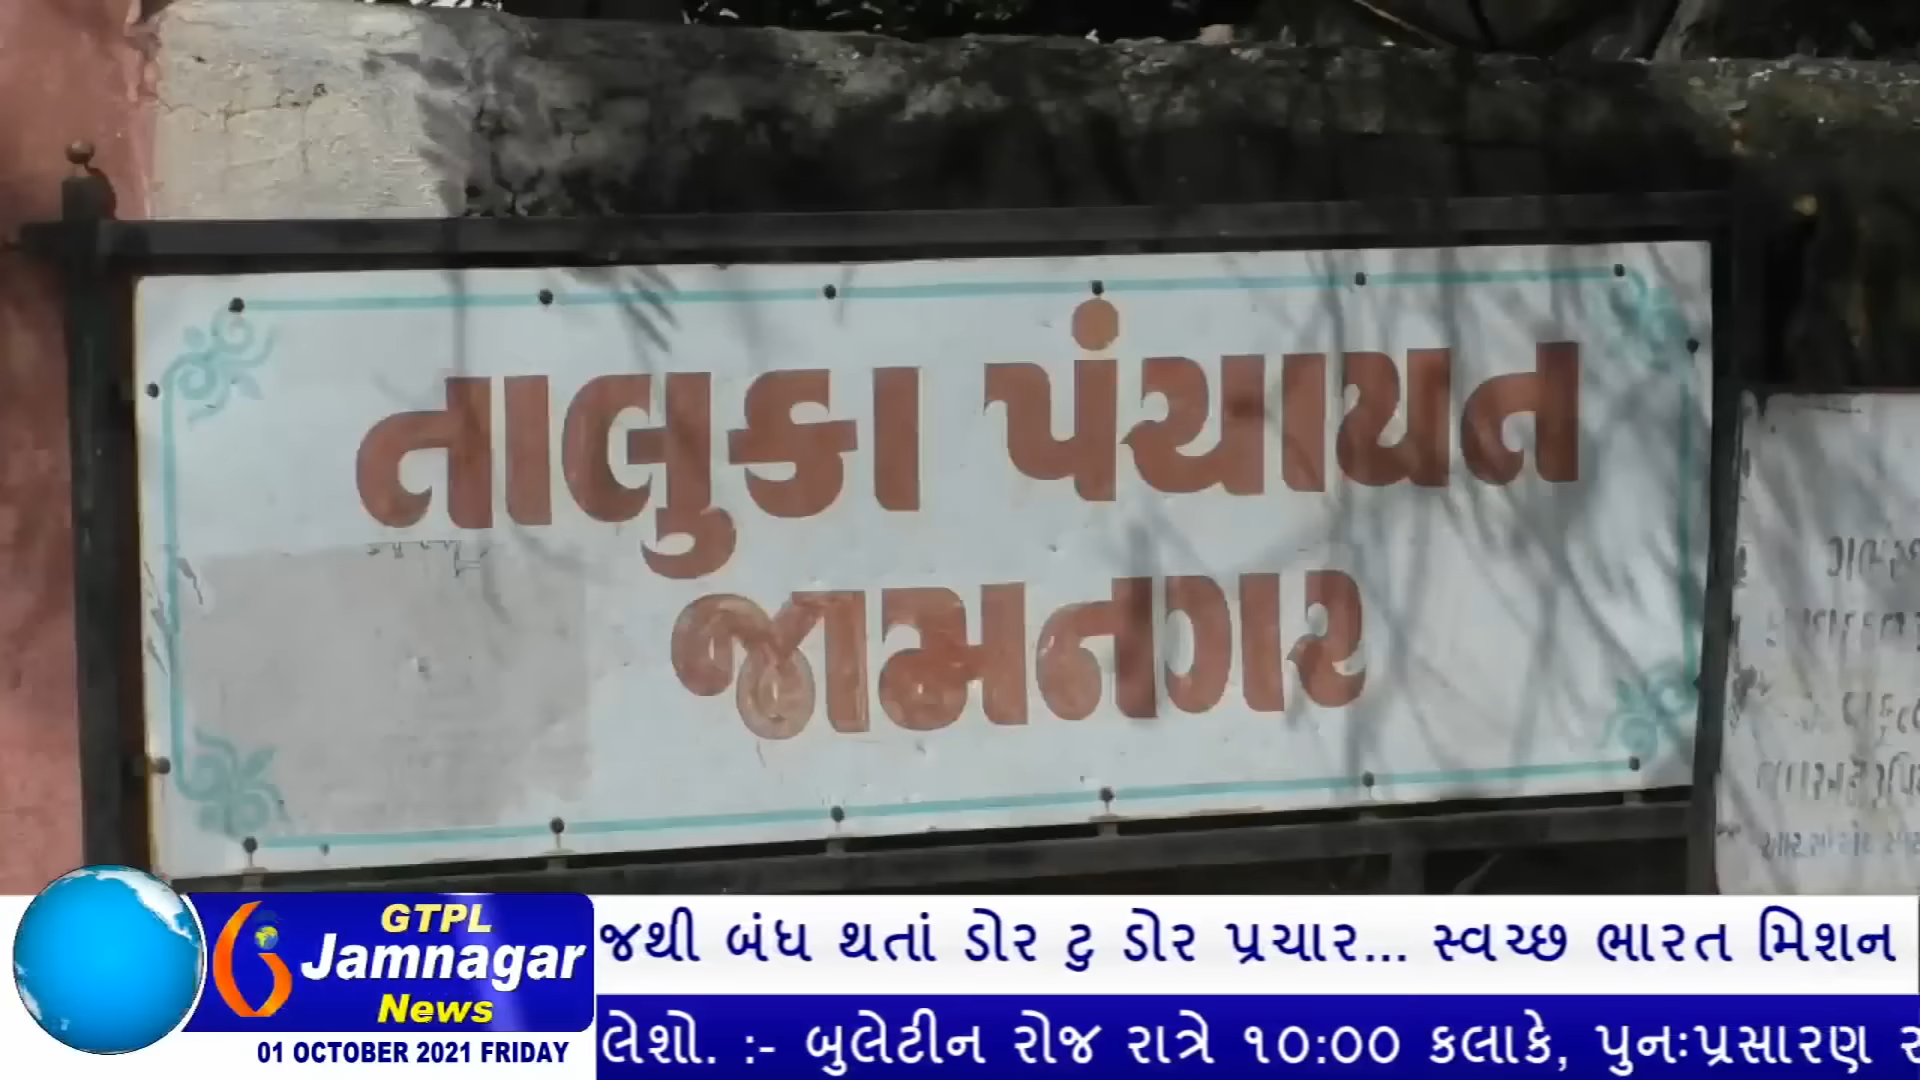 તાલુકા પંચાયત
જામનગર
GTPL
Jamnagar
News
01 OCTOBER 2021 FRIDAY
જથી બંધ થતાં ડોર ટુ ડોર પ્રચાર... સ્વચ્છ ભારત મિશન
લેશો. :- બુલેટીન રોજ રાત્રે ૧૦:૦૦ કલાકે, પુનઃપ્રસારણ